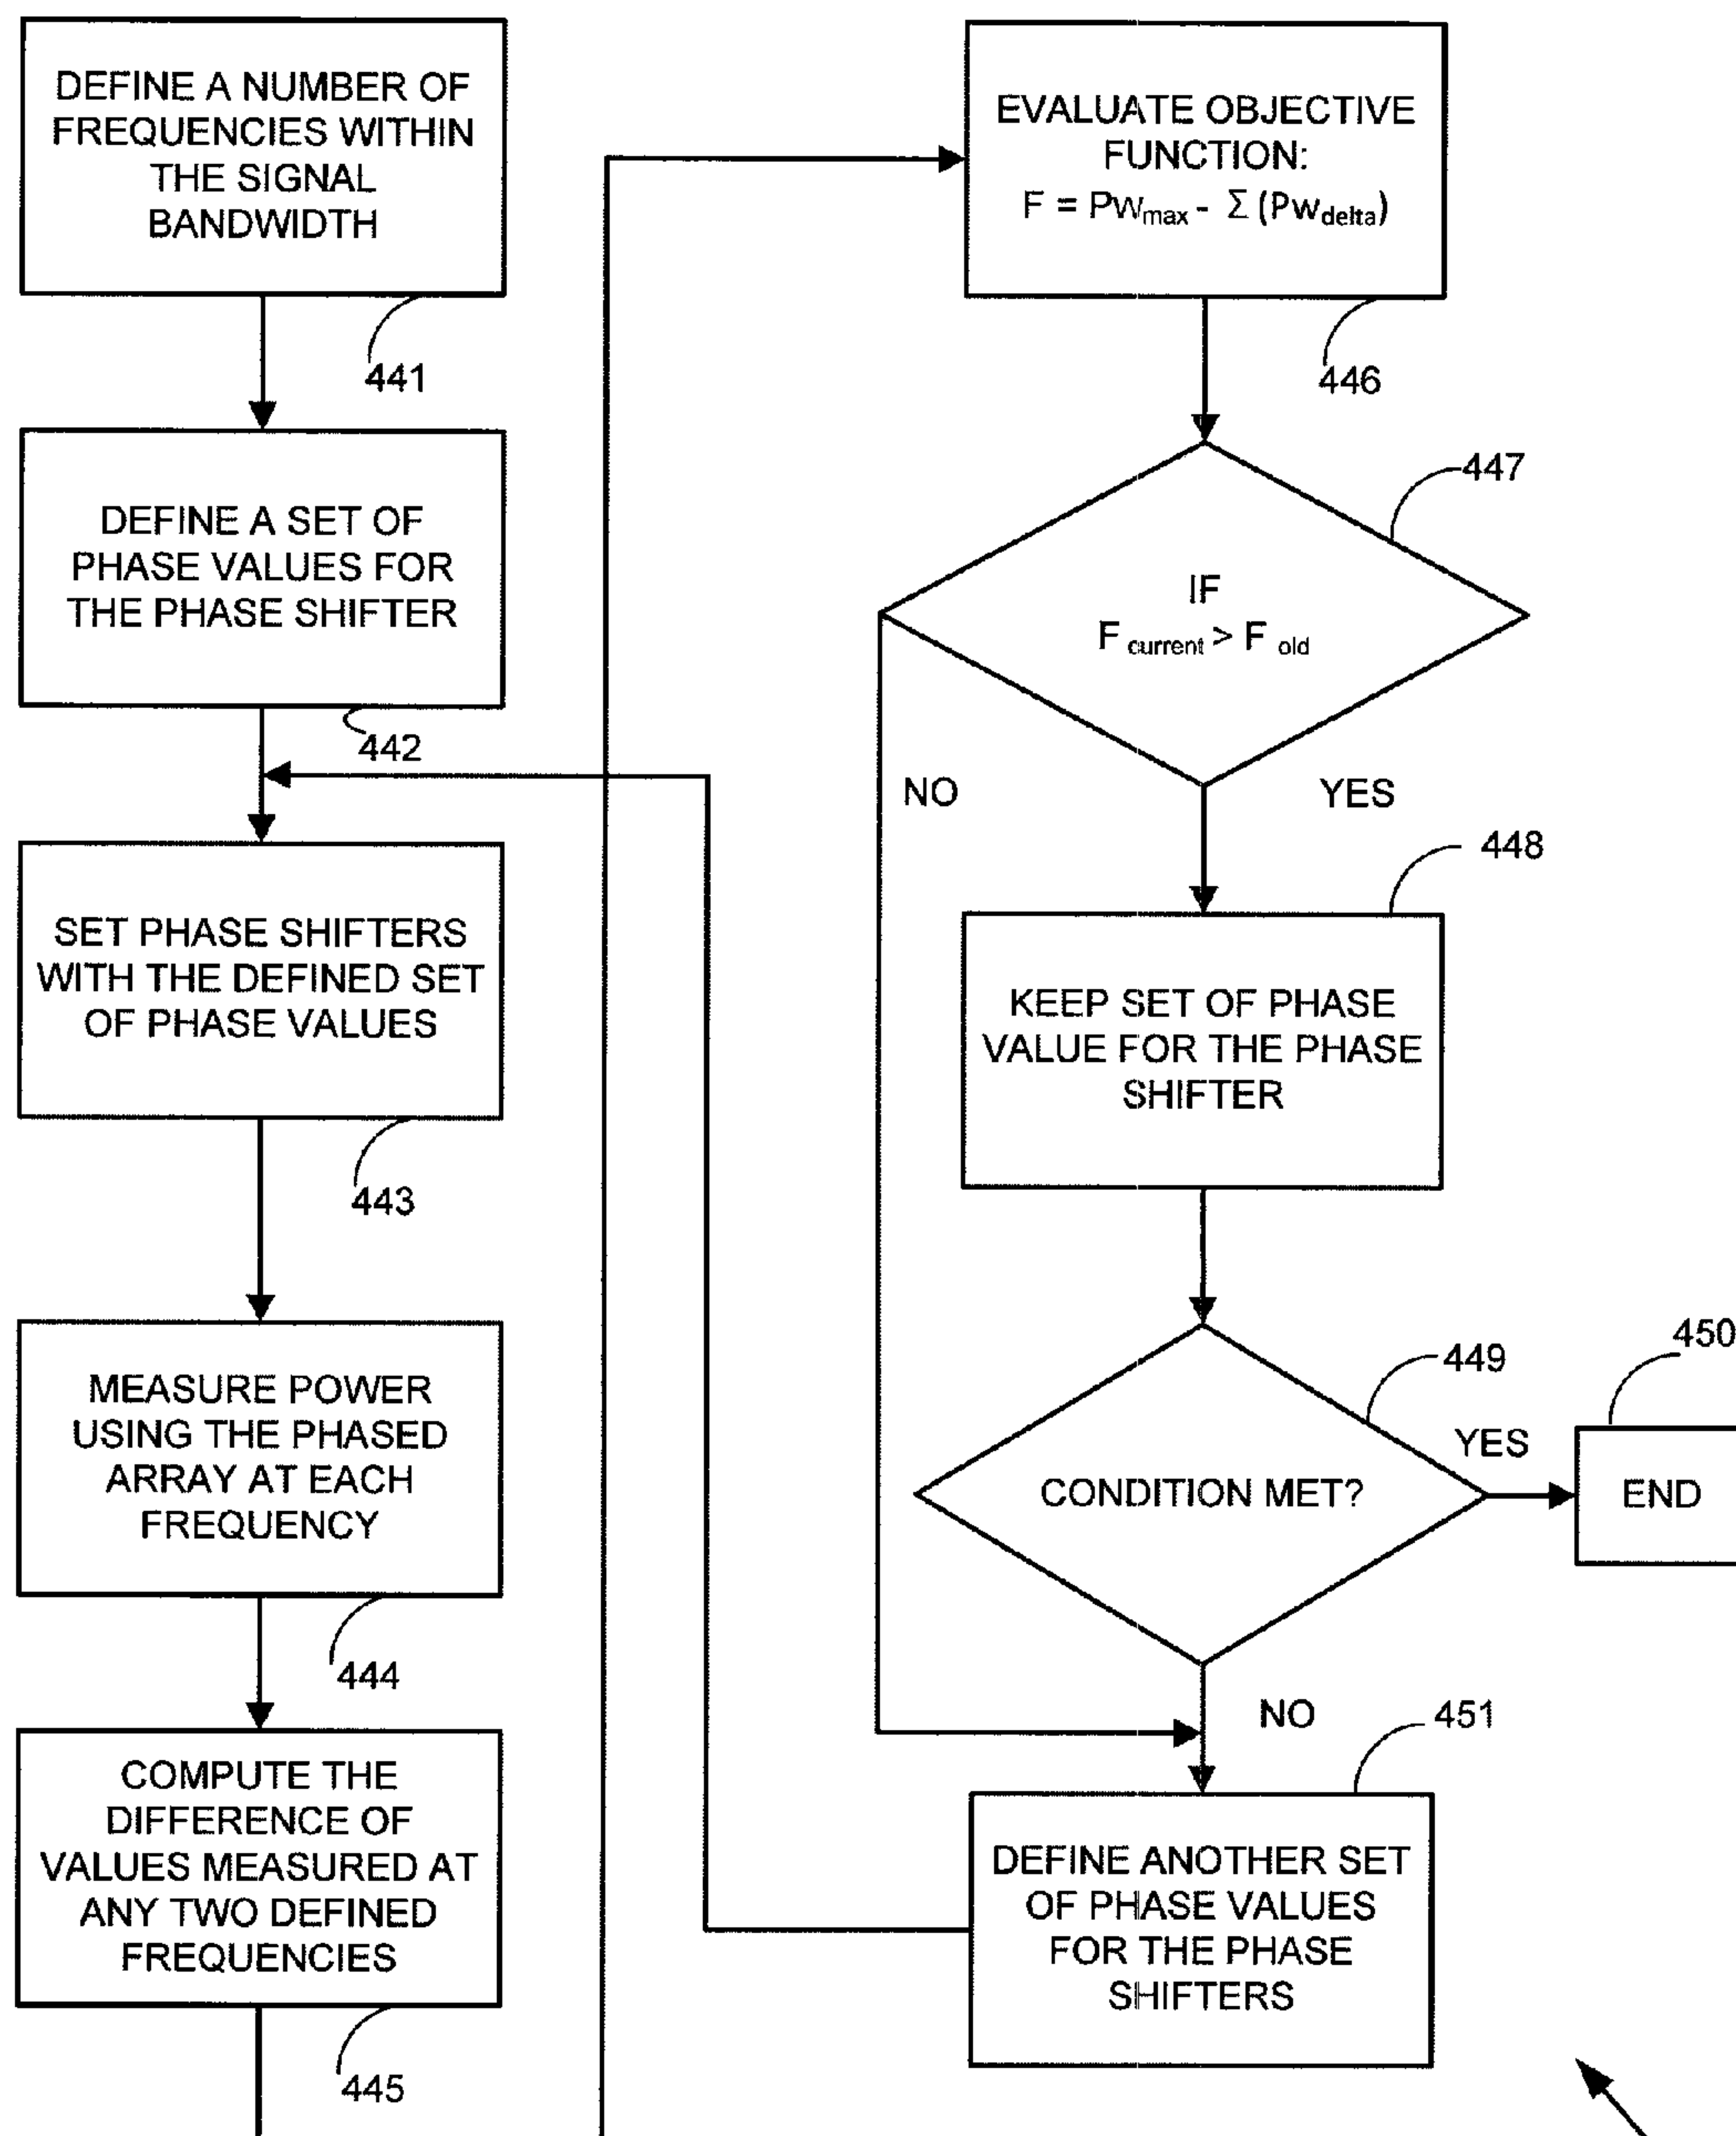 DEFINE A NUMBER OF
FREQUENCIES WITHIN
THE SIGNAL
BANDWIDTH
441
DEFINE A SET OF
PHASE VALUES FOR
THE PHASE SHIFTER
442
SET PHASE SHIFTERS
WITH THE DEFINED SET
OF PHASE VALUES
443
MEASURE POWER
USING THE PHASED
ARRAY AT EACH
FREQUENCY
444
COMPUTE THE
DIFFERENCE OF
VALUES MEASURED AT
ANY TWO DEFINED
FREQUENCIES
445
EVALUATE OBJECTIVE
FUNCTION:
F = Pwmax - Σ (Pwdelta)
446
447
IF
F current > F old
NO
YES
448
KEEP SET OF PHASE
VALUE FOR THE PHASE
SHIFTER
449
450
YES
CONDITION MET?
END
NO
451
DEFINE ANOTHER SET
OF PHASE VALUES
FOR THE PHASE
SHIFTERS